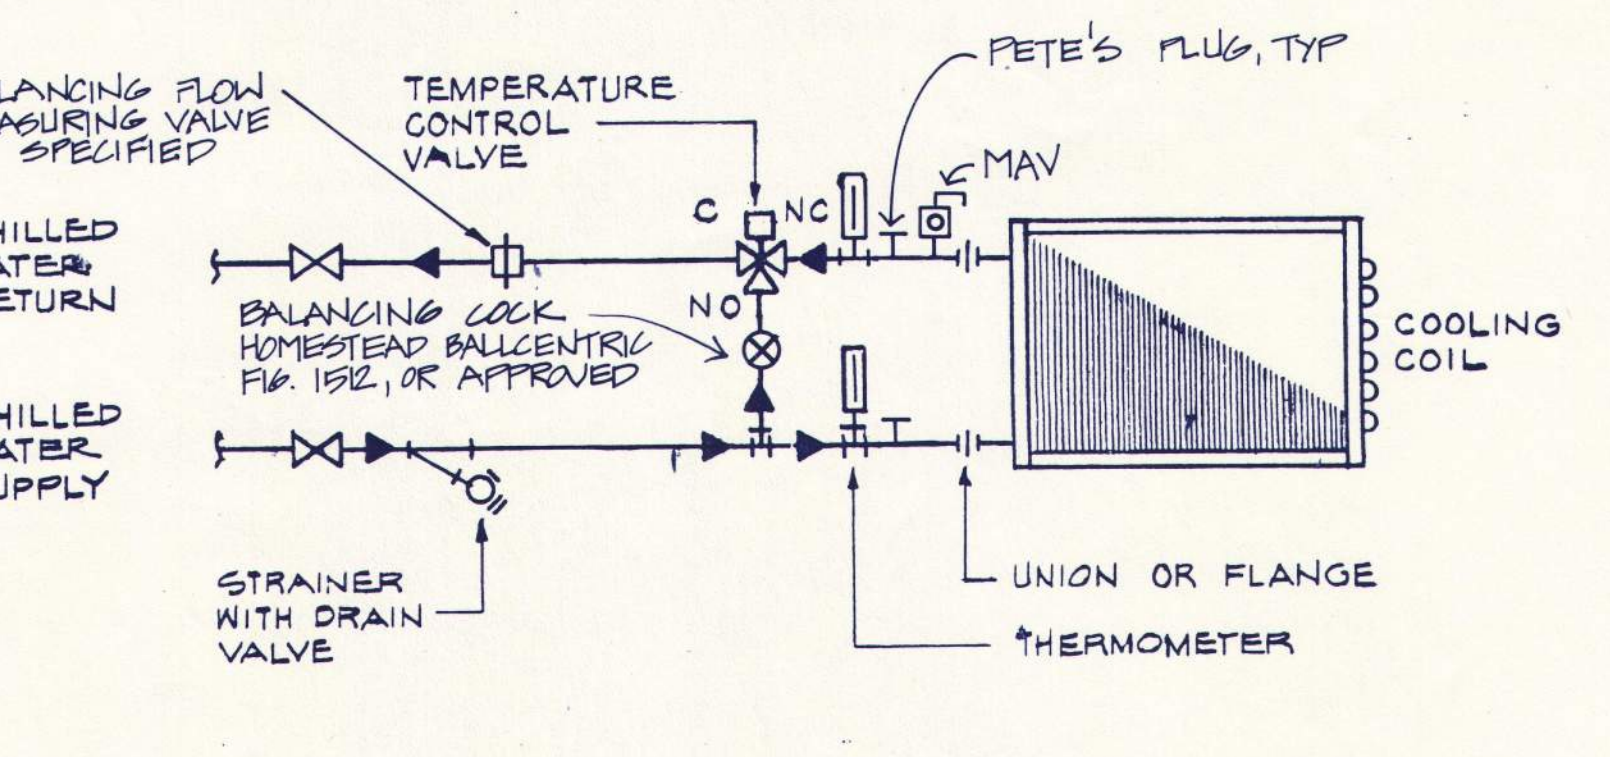 PETE'S PLUG, TYP
LANCING FLOW
ASURING VALVE
SPECIFIED
TEMPERATURE
CONTROL
VALVE
MAV
C
NC
HILLED
ATER
ETURN
NO
BALANCING COCK
HOMESTEAD BALLCENTRIC
FIG. 1512, OR APPROVED
COOLING
COIL
HILLED
ATER
UPPLY
STRAINER
WITH DRAIN
VALVE
UNION OR FLANGE
THERMOMETER